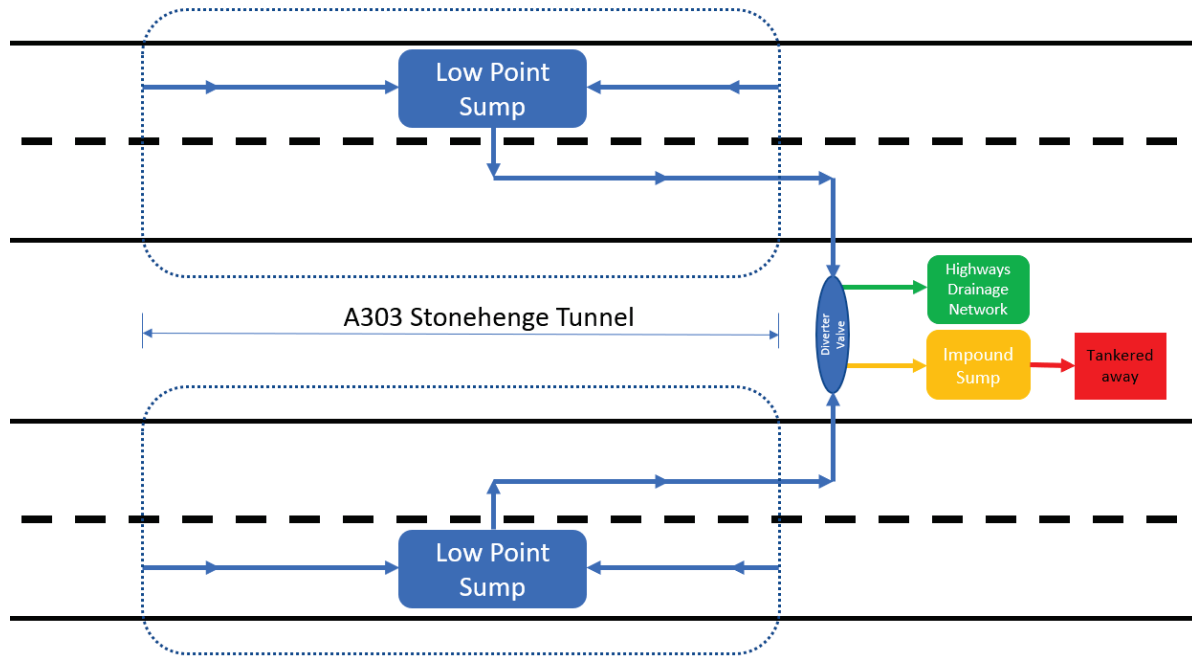 Low Point
Sump
Highways
Drainage
Network
A303 Stonehenge Tunnel
Diverter
Valve
Impound
Sump
Tankered
away
Low Point
Sump